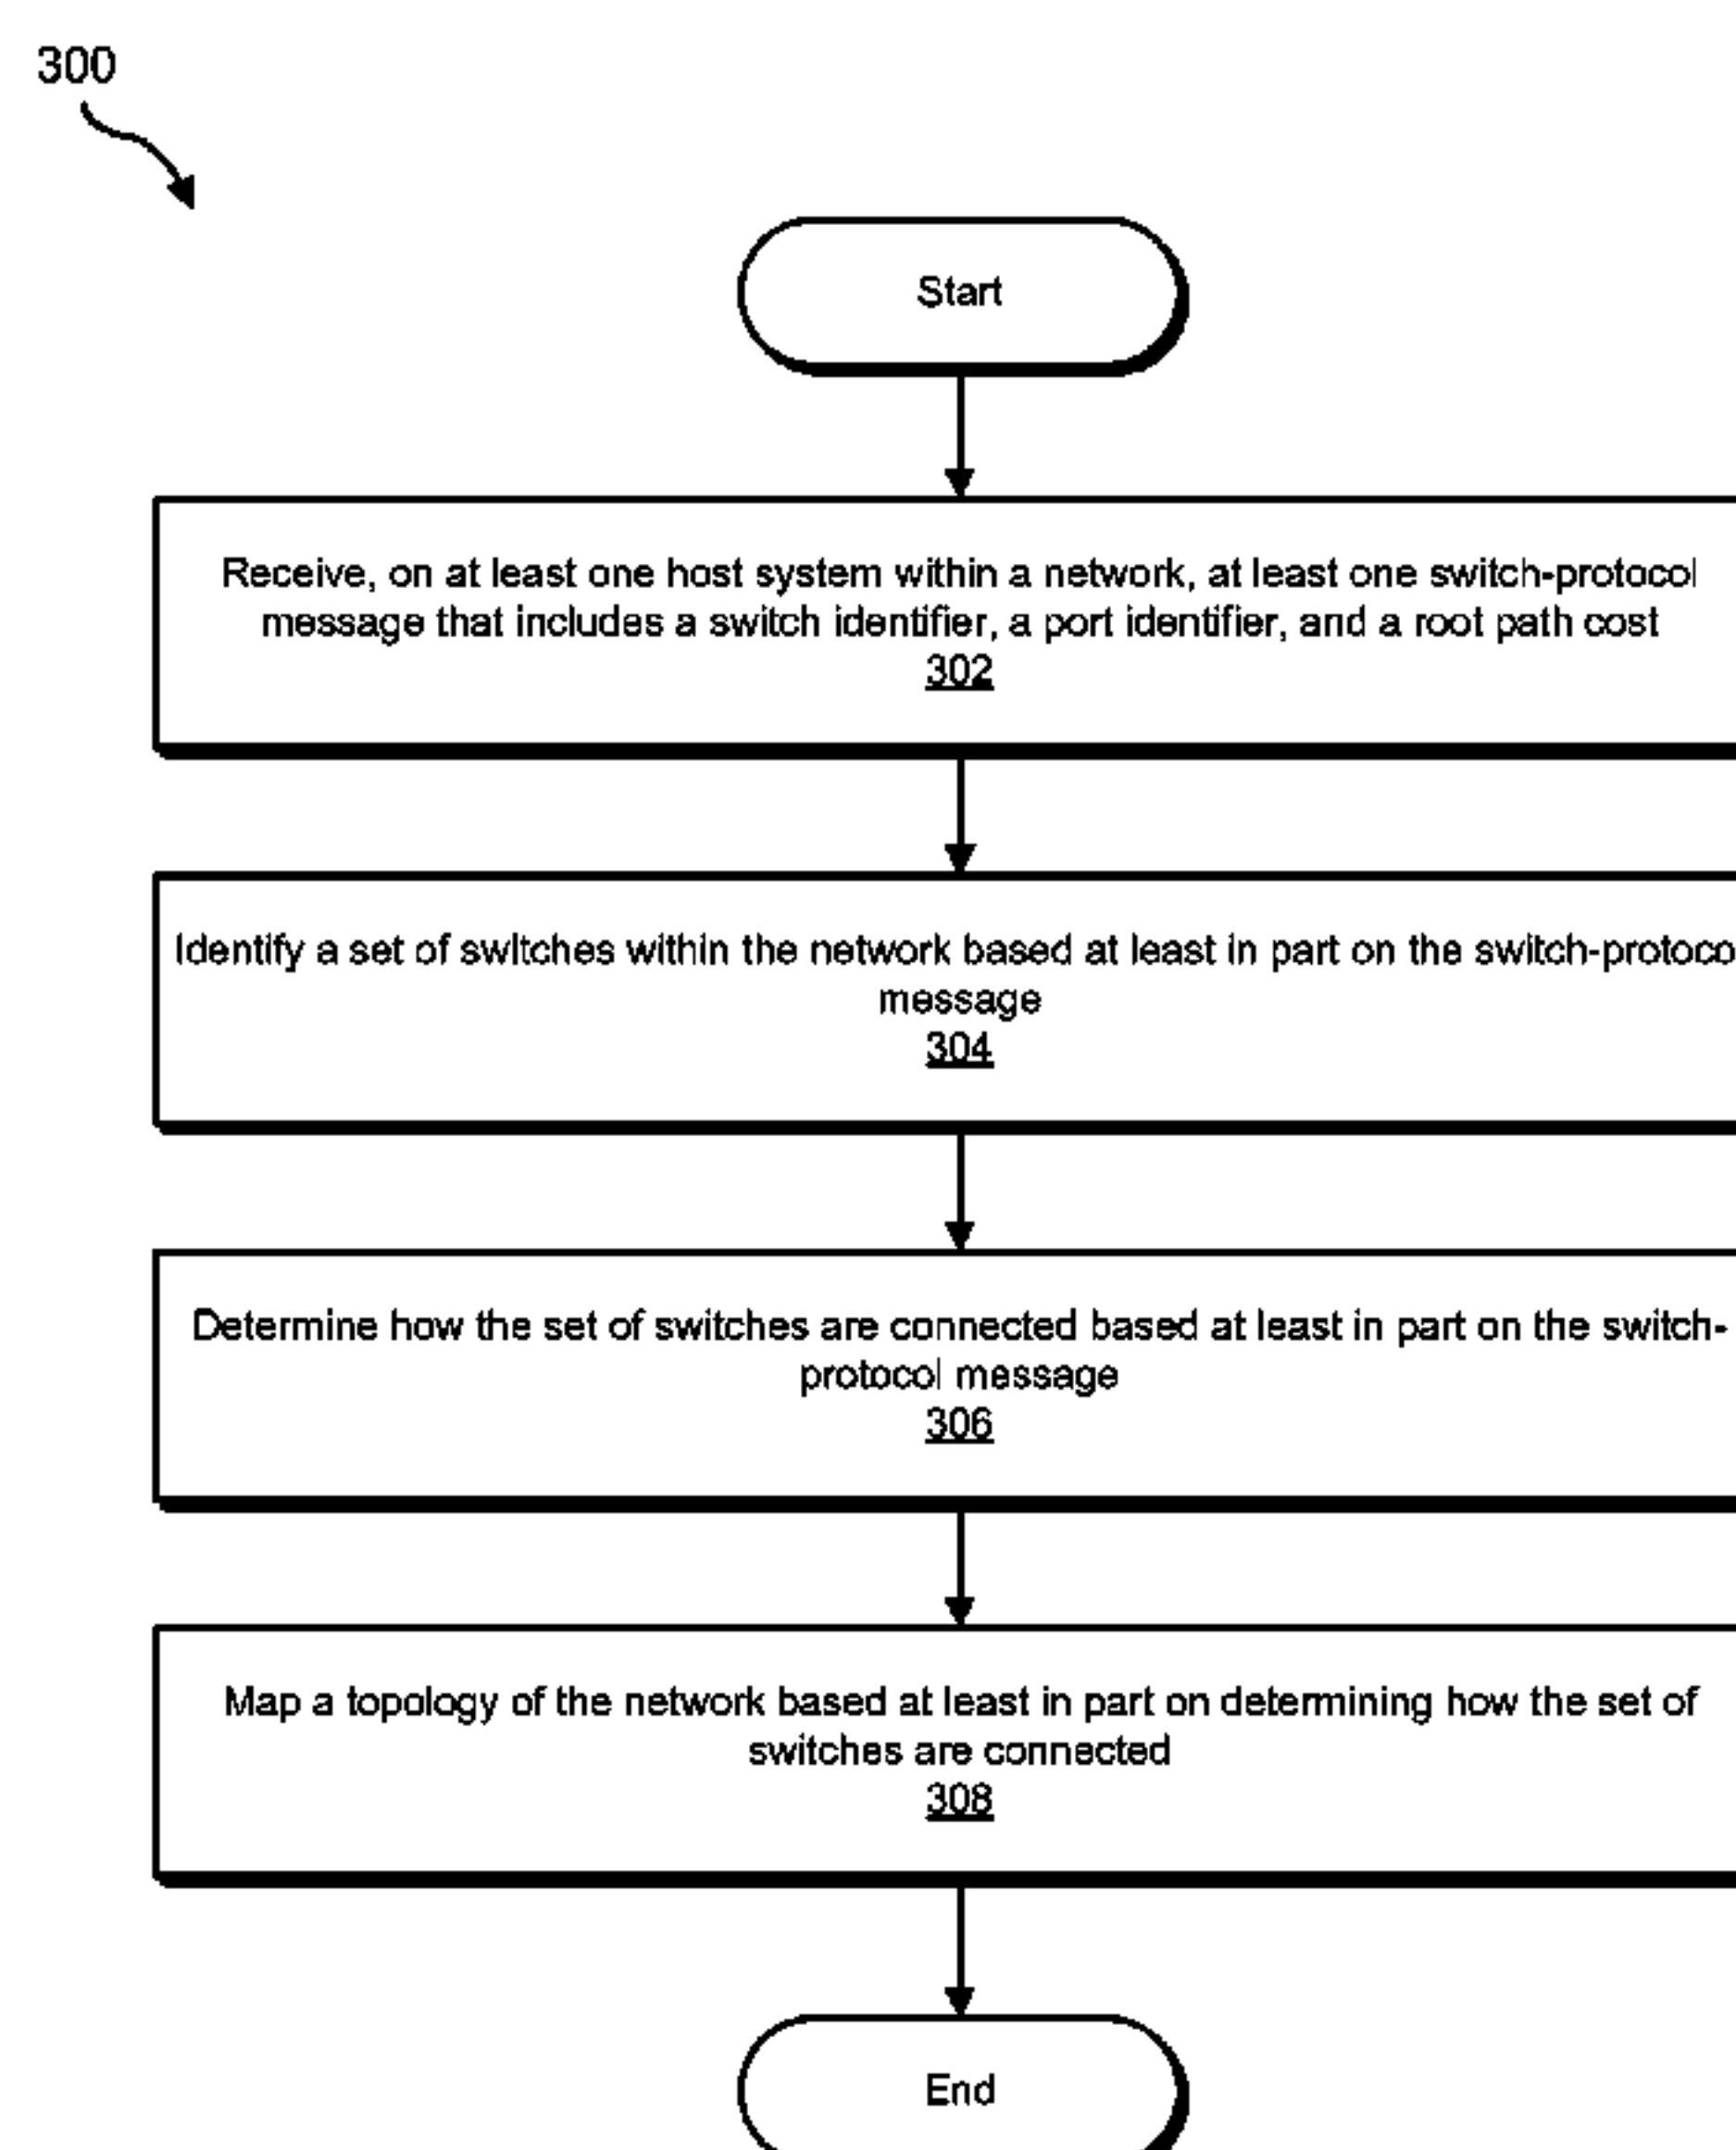 300
Start
Receive, on at least one host system within a network, at least one switch-protocol
message that includes a switch identifier, a port identifier, and a root path cost
302
Identify a set of switches within the network based at least in part on the switch-protoco
message
304
Determine how the set of switches are connected based at least in part on the switch-
protocol message
306
Map a topology of the network based at least in part on determining how the set of
switches are connected
308
End